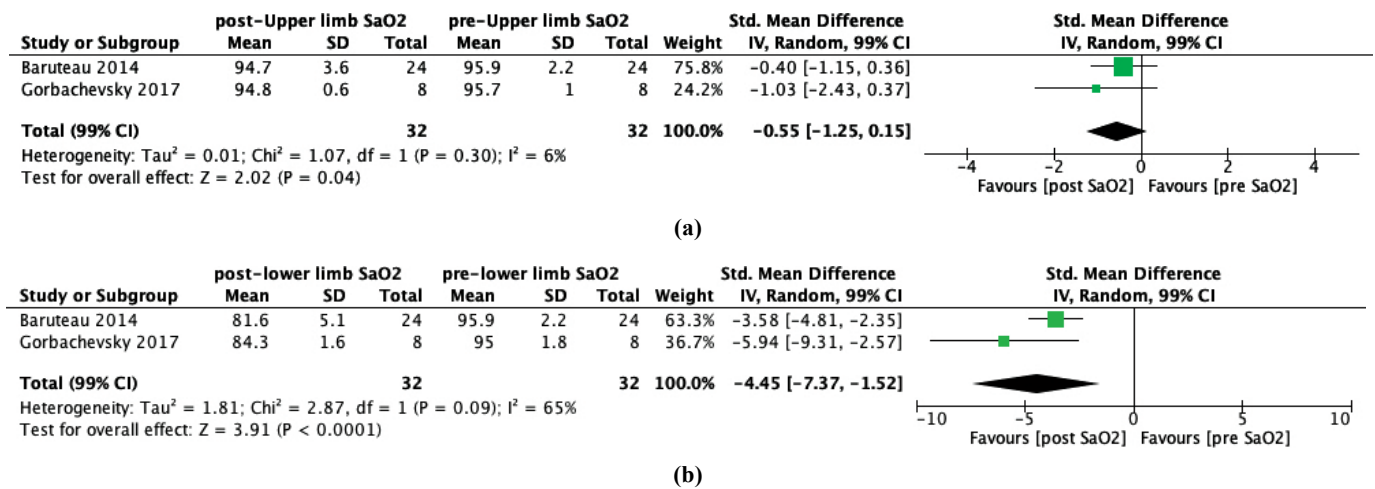 post-Upper limb SaO2 pre-Upper limb SaO2 Std. Mean Difference Std. Mean Difference
Study or Subgroup Mean SD Total Mean SD Total Weight IV, Random, 99% CI IV, Random, 99% CI
Baruteau 2014 94.7 3.6 24 95.9 2.2 24 75.8% -0.40 [-1.15, 0.36]
Gorbachevsky 2017 94.8 0.6 8 95.7 1 8 24.2% -1.03 [-2.43, 0.37]
Total (99% CI) 32 32 100.0% -0.55 [-1.25, 0.15]
Heterogeneity: Tau² = 0.01; Chi² = 1.07, df = 1 (P = 0.30); I² = 6%
Test for overall effect: Z = 2.02 (P = 0.04)
-4 -2 0 2 4
Favours [post SaO2] Favours [pre SaO2]
(a)
post-lower limb SaO2 pre-lower limb SaO2 Std. Mean Difference Std. Mean Difference
Study or Subgroup Mean SD Total Mean SD Total Weight IV, Random, 99% CI IV, Random, 99% CI
Baruteau 2014 81.6 5.1 24 95.9 2.2 24 63.3% -3.58 [-4.81, -2.35]
Gorbachevsky 2017 84.3 1.6 8 95 1.8 8 36.7% -5.94 [-9.31, -2.57]
Total (99% CI) 32 32 100.0% -4.45 [-7.37, -1.52]
Heterogeneity: Tau² = 1.81; Chi² = 2.87, df = 1 (P = 0.09); I² = 65%
Test for overall effect: Z = 3.91 (P < 0.0001)
-10 -5 0 5 10
Favours [post SaO2] Favours [pre SaO2]
(b)